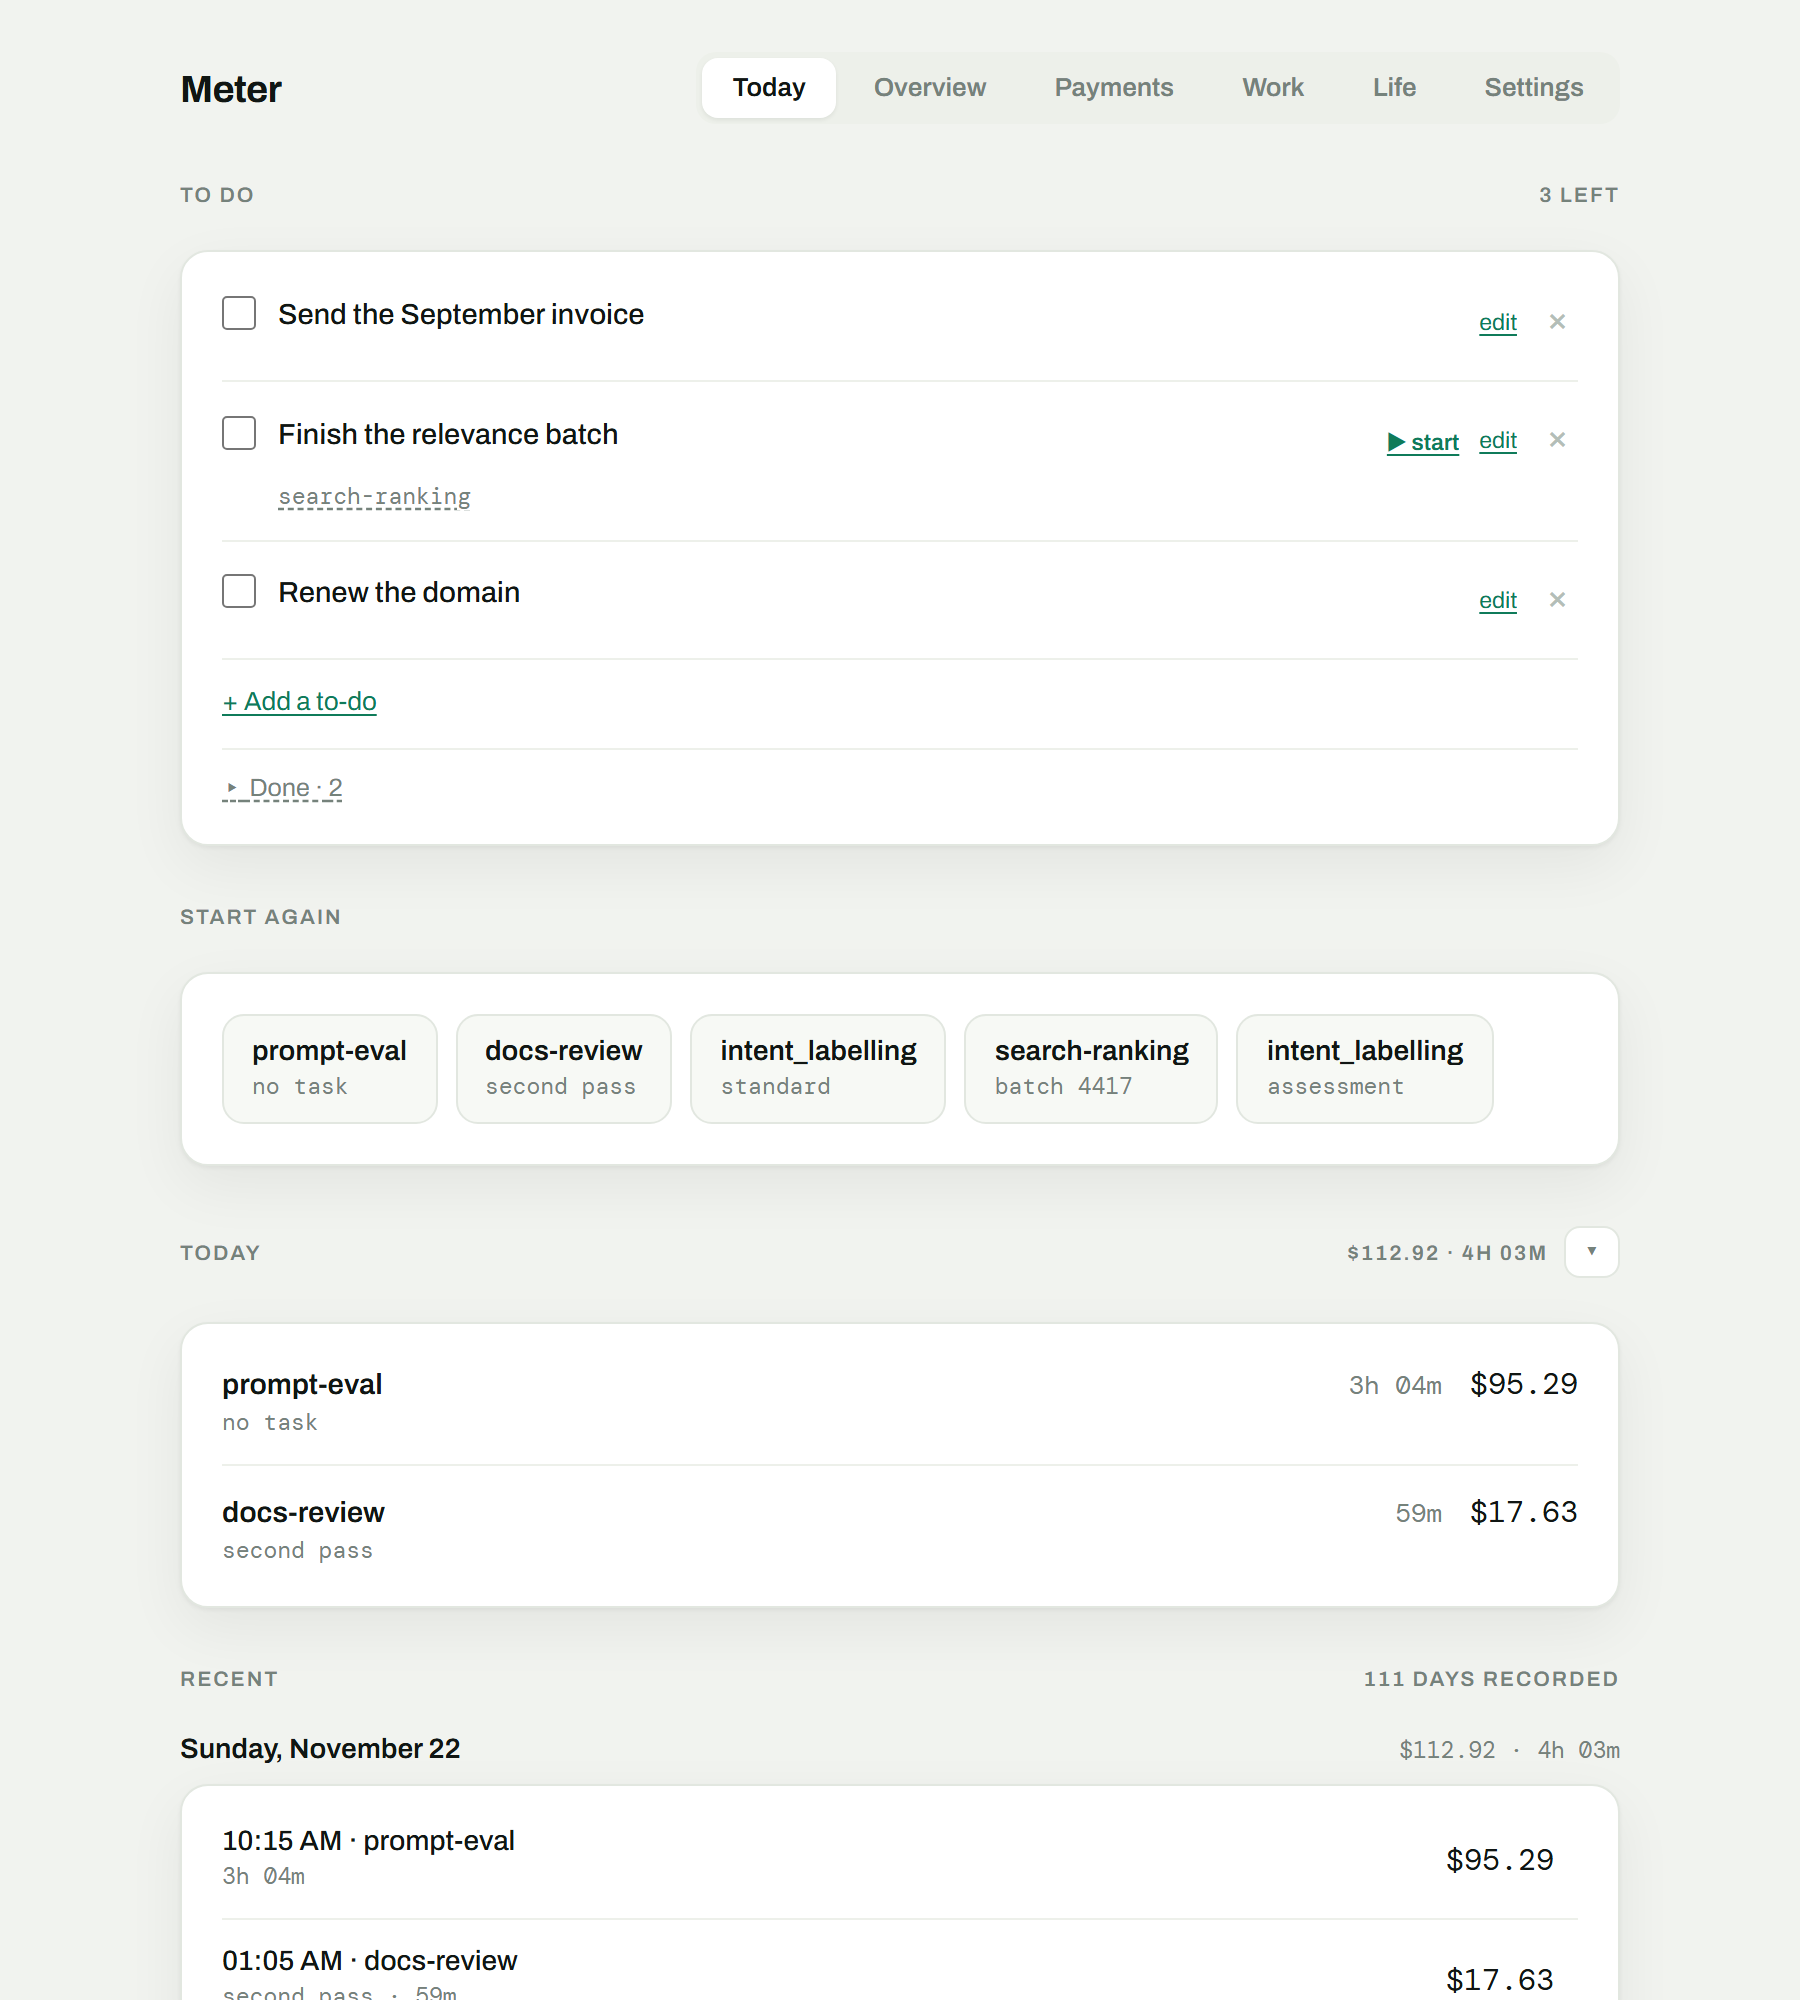 Meter
Today Overview Payments Work Life Settings
TO DO 3 LEFT
Send the September invoice edit ✕
Finish the relevance batch ▶ start edit ✕
search-ranking
Renew the domain edit ✕
+ Add a to-do
▸ Done · 2
START AGAIN
prompt-eval docs-review intent_labelling search-ranking intent_labelling
no task second pass standard batch 4417 assessment
TODAY $112.92 · 4H 03M ▾
prompt-eval 3h 04m $95.29
no task
docs-review 59m $17.63
second pass
RECENT 111 DAYS RECORDED
Sunday, November 22 $112.92 · 4h 03m
10:15 AM · prompt-eval $95.29
3h 04m
01:05 AM · docs-review $17.63
second pass · 59m